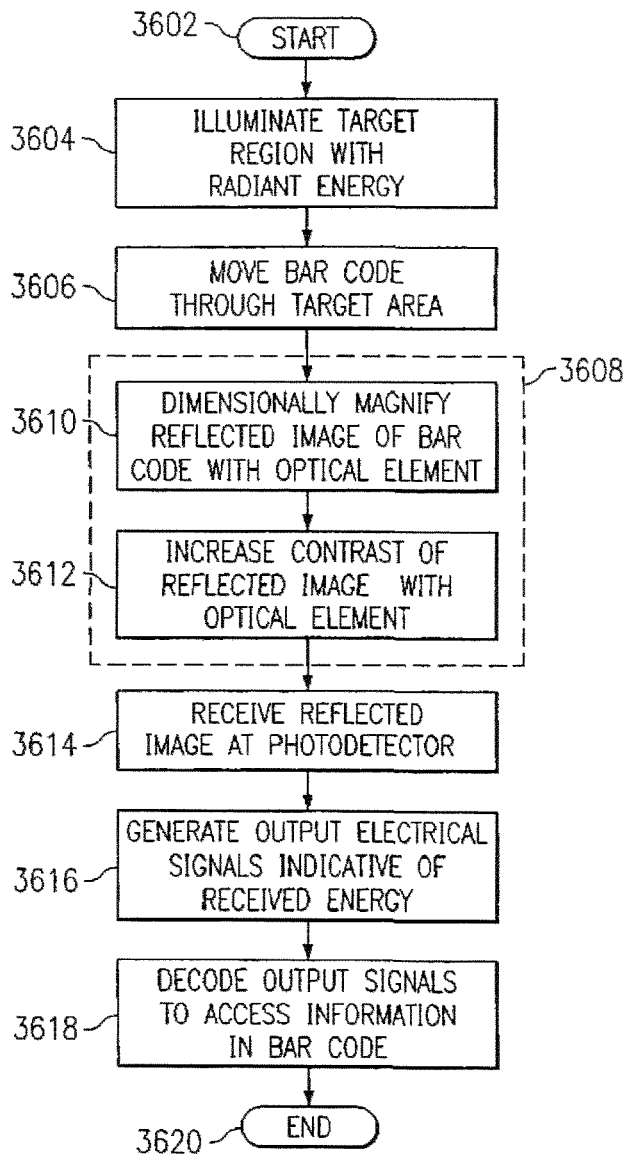 3602
START
3604
ILLUMINATE TARGET
REGION WITH
RADIANT ENERGY
3606
MOVE BAR CODE
THROUGH TARGET AREA
3608
3610
DIMENSIONALLY MAGNIFY
REFLECTED IMAGE OF BAR
CODE WITH OPTICAL ELEMENT
3612
INCREASE CONTRAST OF
REFLECTED IMAGE WITH
OPTICAL ELEMENT
3614
RECEIVE REFLECTED
IMAGE AT PHOTODETECTOR
3616
GENERATE OUTPUT ELECTRICAL
SIGNALS INDICATIVE OF
RECEIVED ENERGY
3618
DECODE OUTPUT SIGNALS
TO ACCESS INFORMATION
IN BAR CODE
3620
END